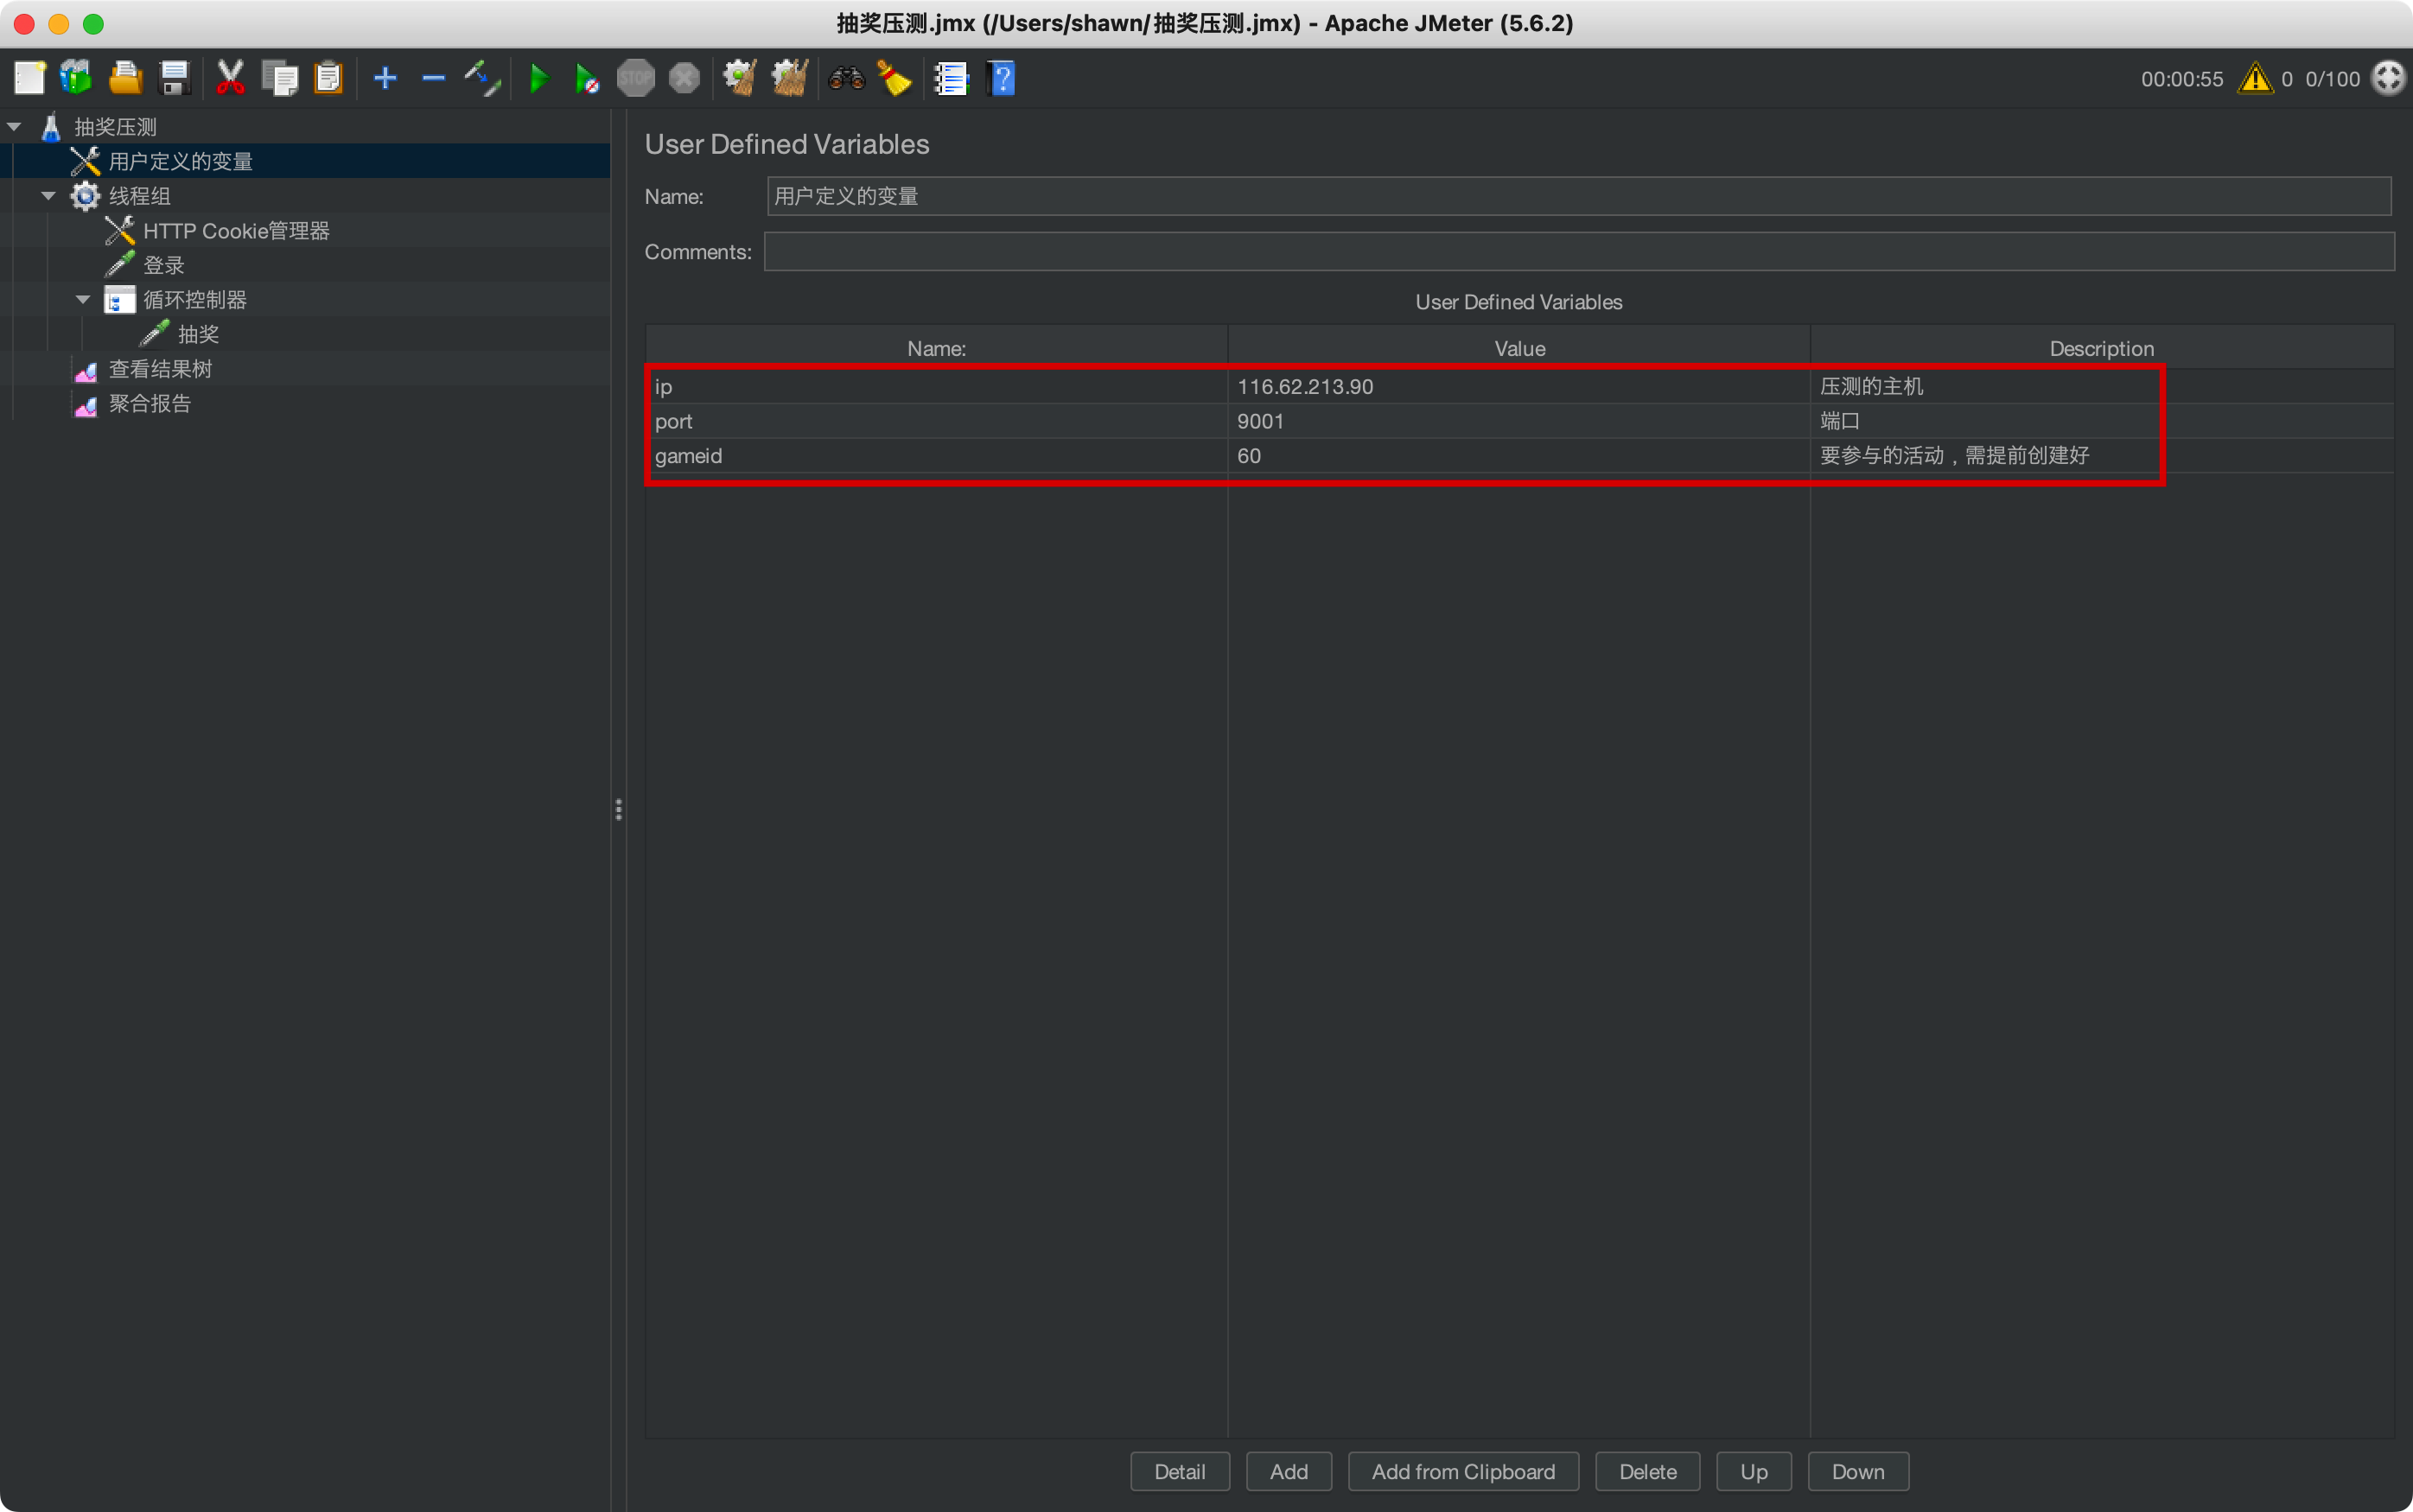 抽奖压测.jmx (/Users/shawn/抽奖压测.jmx) - Apache JMeter (5.6.2)
STOP
00:00:55 0 0/100
抽奖压测
用户定义的变量
线程组
HTTP Cookie管理器
登录
循环控制器
抽奖
查看结果树
聚合报告
User Defined Variables
Name: 用户定义的变量
Comments:
User Defined Variables
Name: Value Description
ip 116.62.213.90 压测的主机
port 9001 端口
gameid 60 要参与的活动，需提前创建好
Detail Add Add from Clipboard Delete Up Down